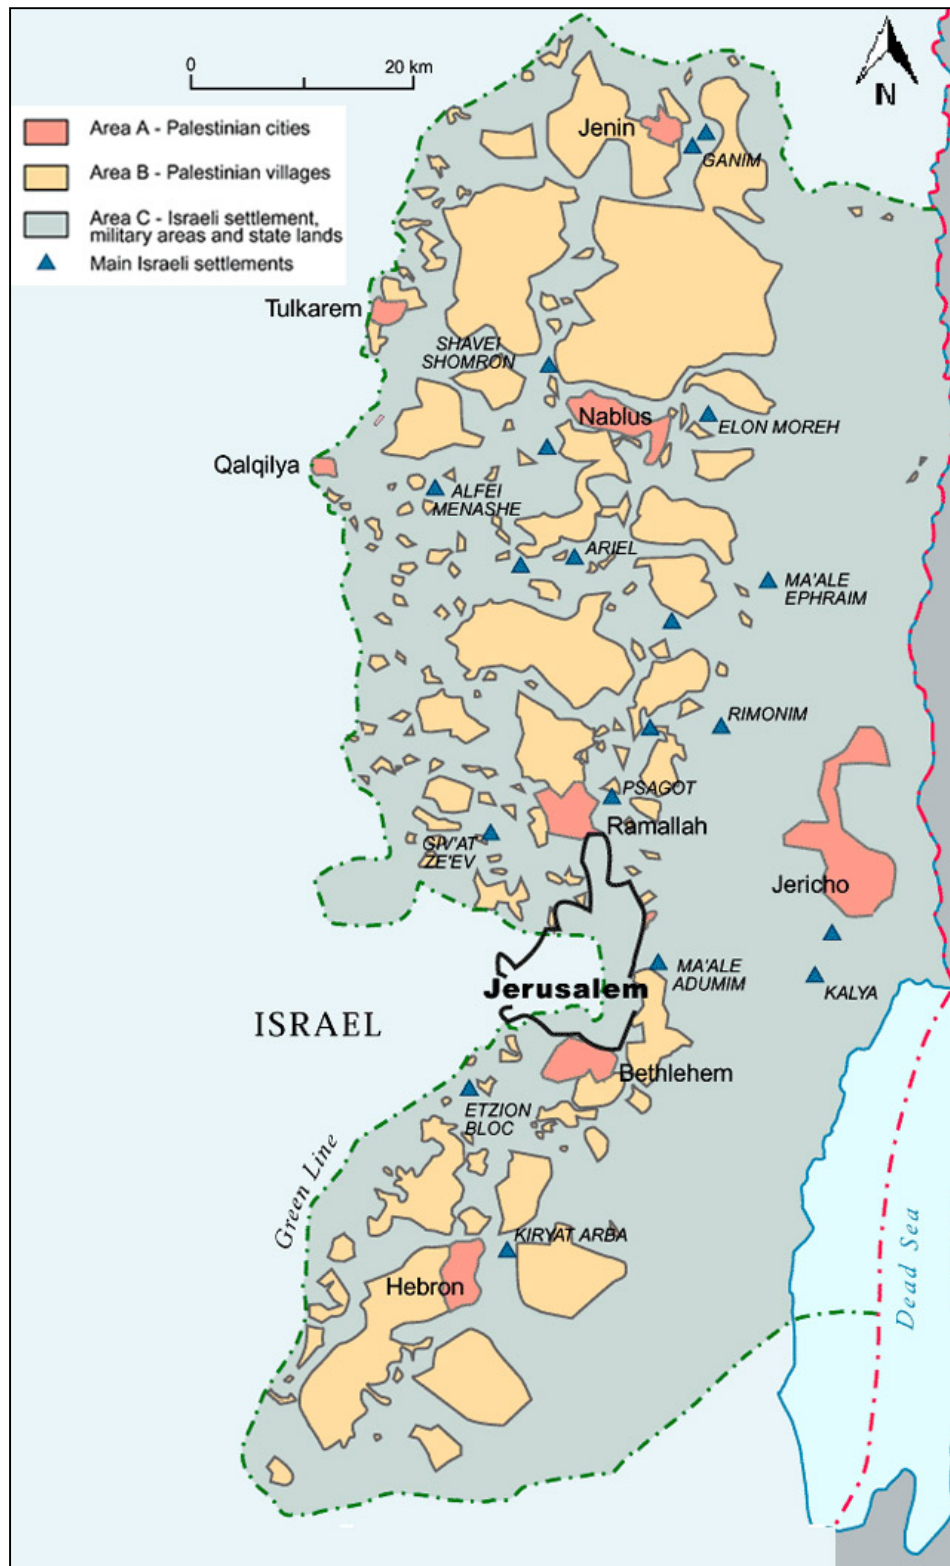 0
20 km
N
Area A - Palestinian cities
Area B - Palestinian villages
Area C - Israeli settlement,
military areas and state lands
Main Israeli settlements
Jenin
GANIM
Tulkarem
SHAVEI
SHOMRON
Nablus
ELON MOREH
Qalqilya
ALFEI
MENASHE
ARIEL
MA'ALE
EPHRAIM
RIMONIM
PSAGOT
Ramallah
GIV'AT
ZE'EV
Jericho
MA'ALE
ADUMIM
KALYA
Jerusalem
ISRAEL
Bethlehem
ETZION
BLOC
Green Line
KIRYAT ARBA
Hebron
Dead Sea